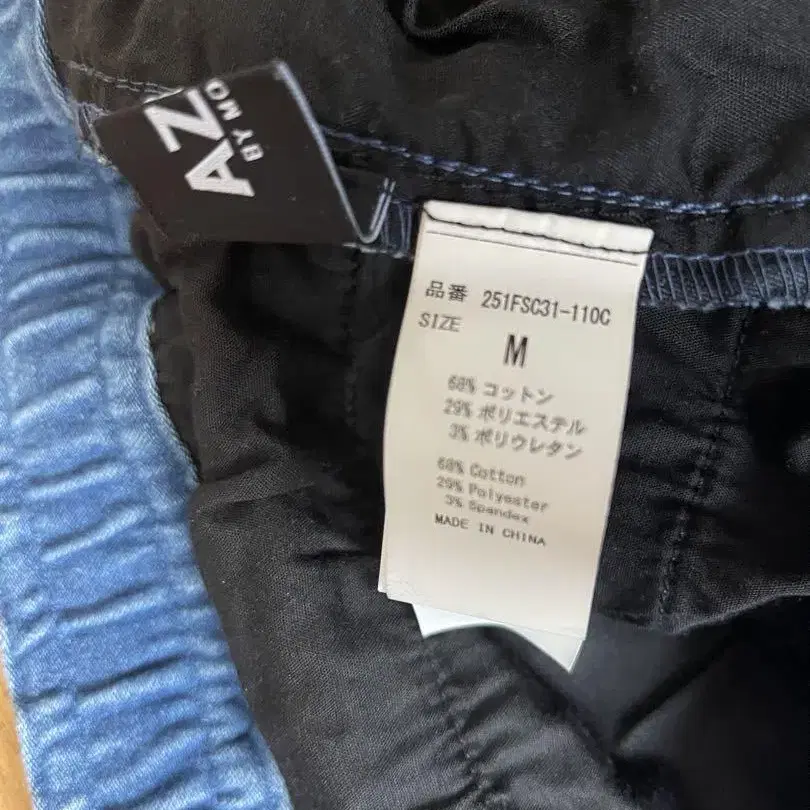 AZ
BY MO
品番 251FSC31-110C
SIZE
M
68% コットン
29% ポリエステル
3% ポリウレタン
68% Cotton
29% Polyester
3% Spandex
MADE IN CHINA